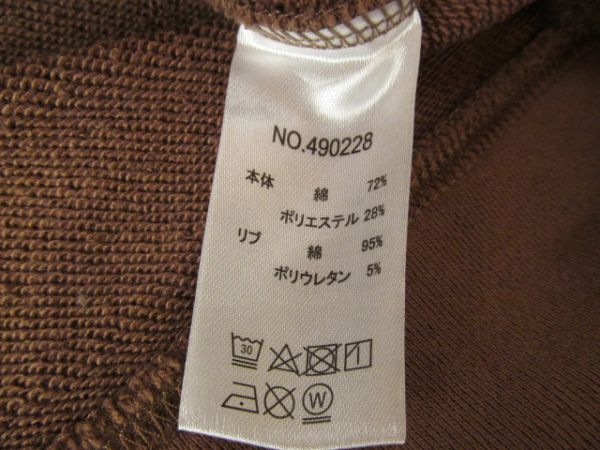 NO.490228
本体 綿 72%
ポリエステル 28%
リブ 綿 95%
ポリウレタン 5%
30
W